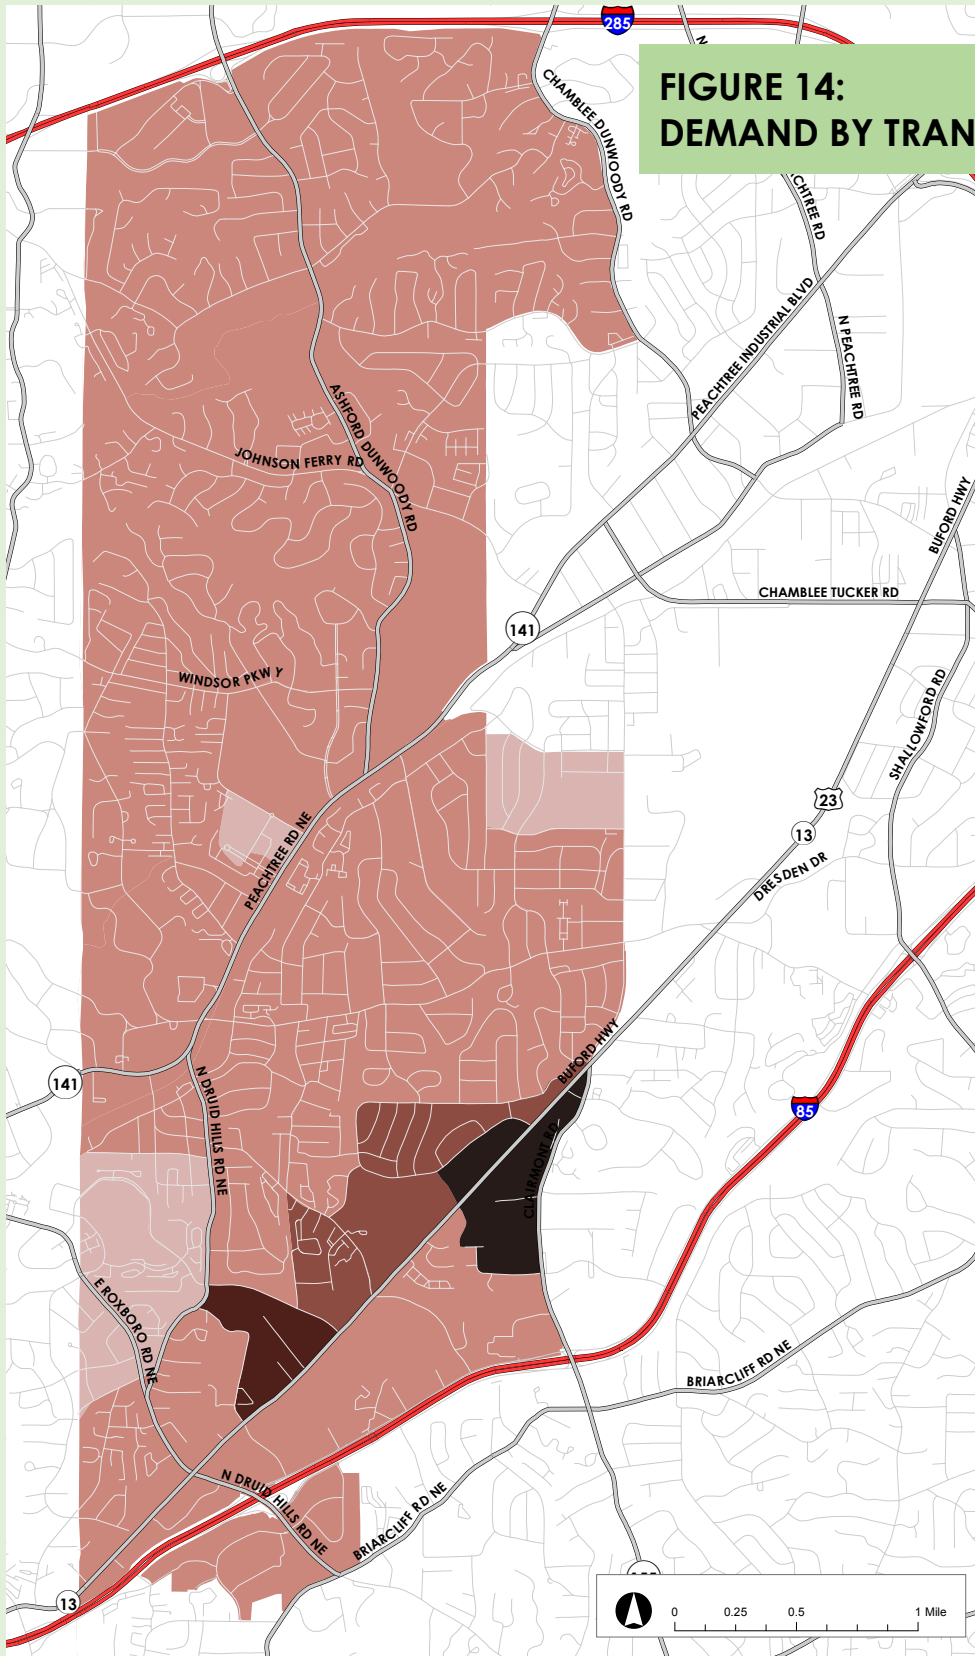 285
FIGURE 14:
DEMAND BY TRAN
CHAMBLEE DUNWOODY RD
N
CHTREE RD
PEACHTREE INDUSTRIAL BLVD
N PEACHTREE RD
ASHFORD DUNWOODY RD
JOHNSON FERRY RD
BUFORD HWY
CHAMBLEE TUCKER RD
141
WINDSOR PKWY
SHALLOWFORD RD
23
13
DRESDEN DR
PEACHTREE RD NE
BUFORD HWY
141
N DRUID HILLS RD NE
85
CLAIRMONT RD
E ROXBORO RD NE
BRIARCLIFF RD NE
N DRUID HILLS RD NE
BRIARCLIFF RD NE
13
0 0.25 0.5 1 Mile